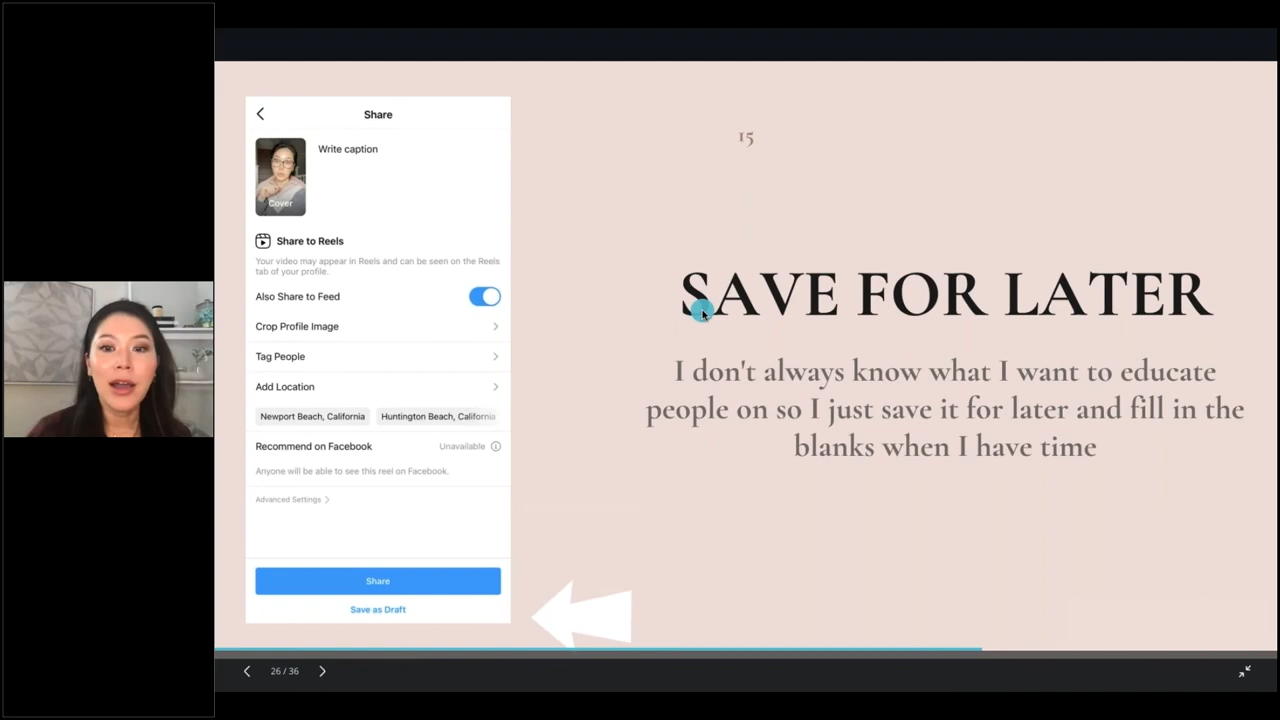 Share
Write caption
Cover
Share to Reels
Your video may appear in Reels and can be seen on the Reels
tab of your profile.
Also Share to Feed
Crop Profile Image
Tag People
Add Location
Newport Beach, California
Huntington Beach, California
Recommend on Facebook
Unavailable
Anyone will be able to see this reel on Facebook.
Advanced Settings
Share
Save as Draft
15
SAVE FOR LATER
I don't always know what I want to educate
people on so I just save it for later and fill in the
blanks when I have time
26 / 36